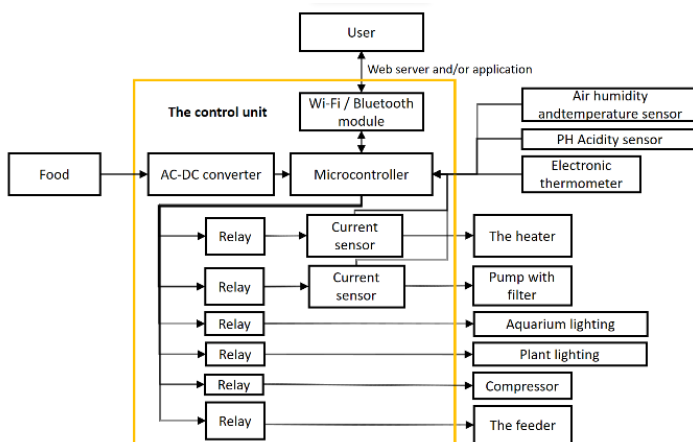 User
Web server and/or application
The control unit
Wi-Fi / Bluetooth
module
Air humidity
andtemperature sensor
PH Acidity sensor
Electronic
thermometer
Food
AC-DC converter
Microcontroller
Relay
Current
sensor
The heater
Relay
Current
sensor
Pump with
filter
Relay
Aquarium lighting
Relay
Plant lighting
Relay
Compressor
Relay
The feeder